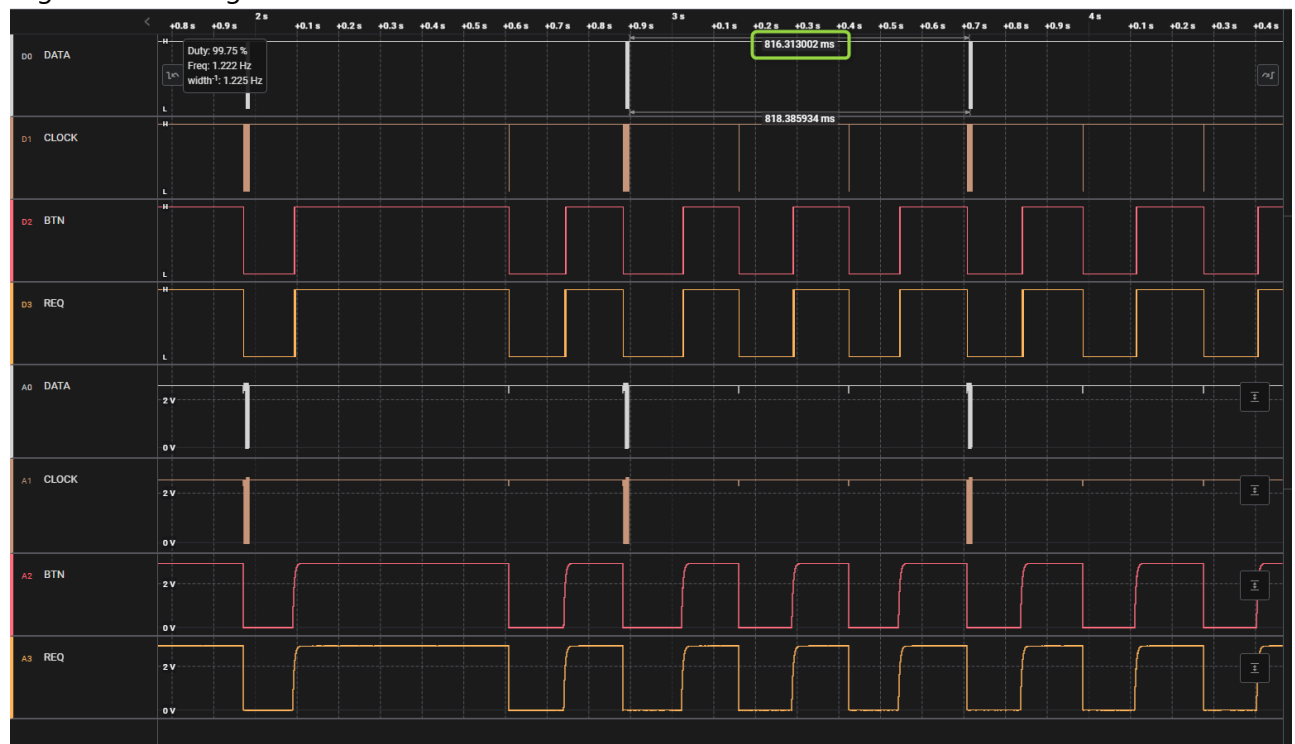 < +0.8 s +0.9 s 2 s +0.1 s +0.2 s +0.3 s +0.4 s +0.5 s +0.6 s +0.7 s +0.8 s +0.9 s 3 s +0.1 s +0.2 s +0.3 s +0.4 s +0.5 s +0.6 s +0.7 s +0.8 s +0.9 s 4 s +0.1 s +0.2 s +0.3 s +0.4 s
D0 DATA
H
Duty: 99.75 %
Freq: 1.222 Hz
width-1: 1.225 Hz
816.313002 ms
L
818.385934 ms
D1 CLOCK
H
L
D2 BTN
H
L
D3 REQ
H
L
A0 DATA
2 V
0 V
A1 CLOCK
2 V
0 V
A2 BTN
2 V
0 V
A3 REQ
2 V
0 V